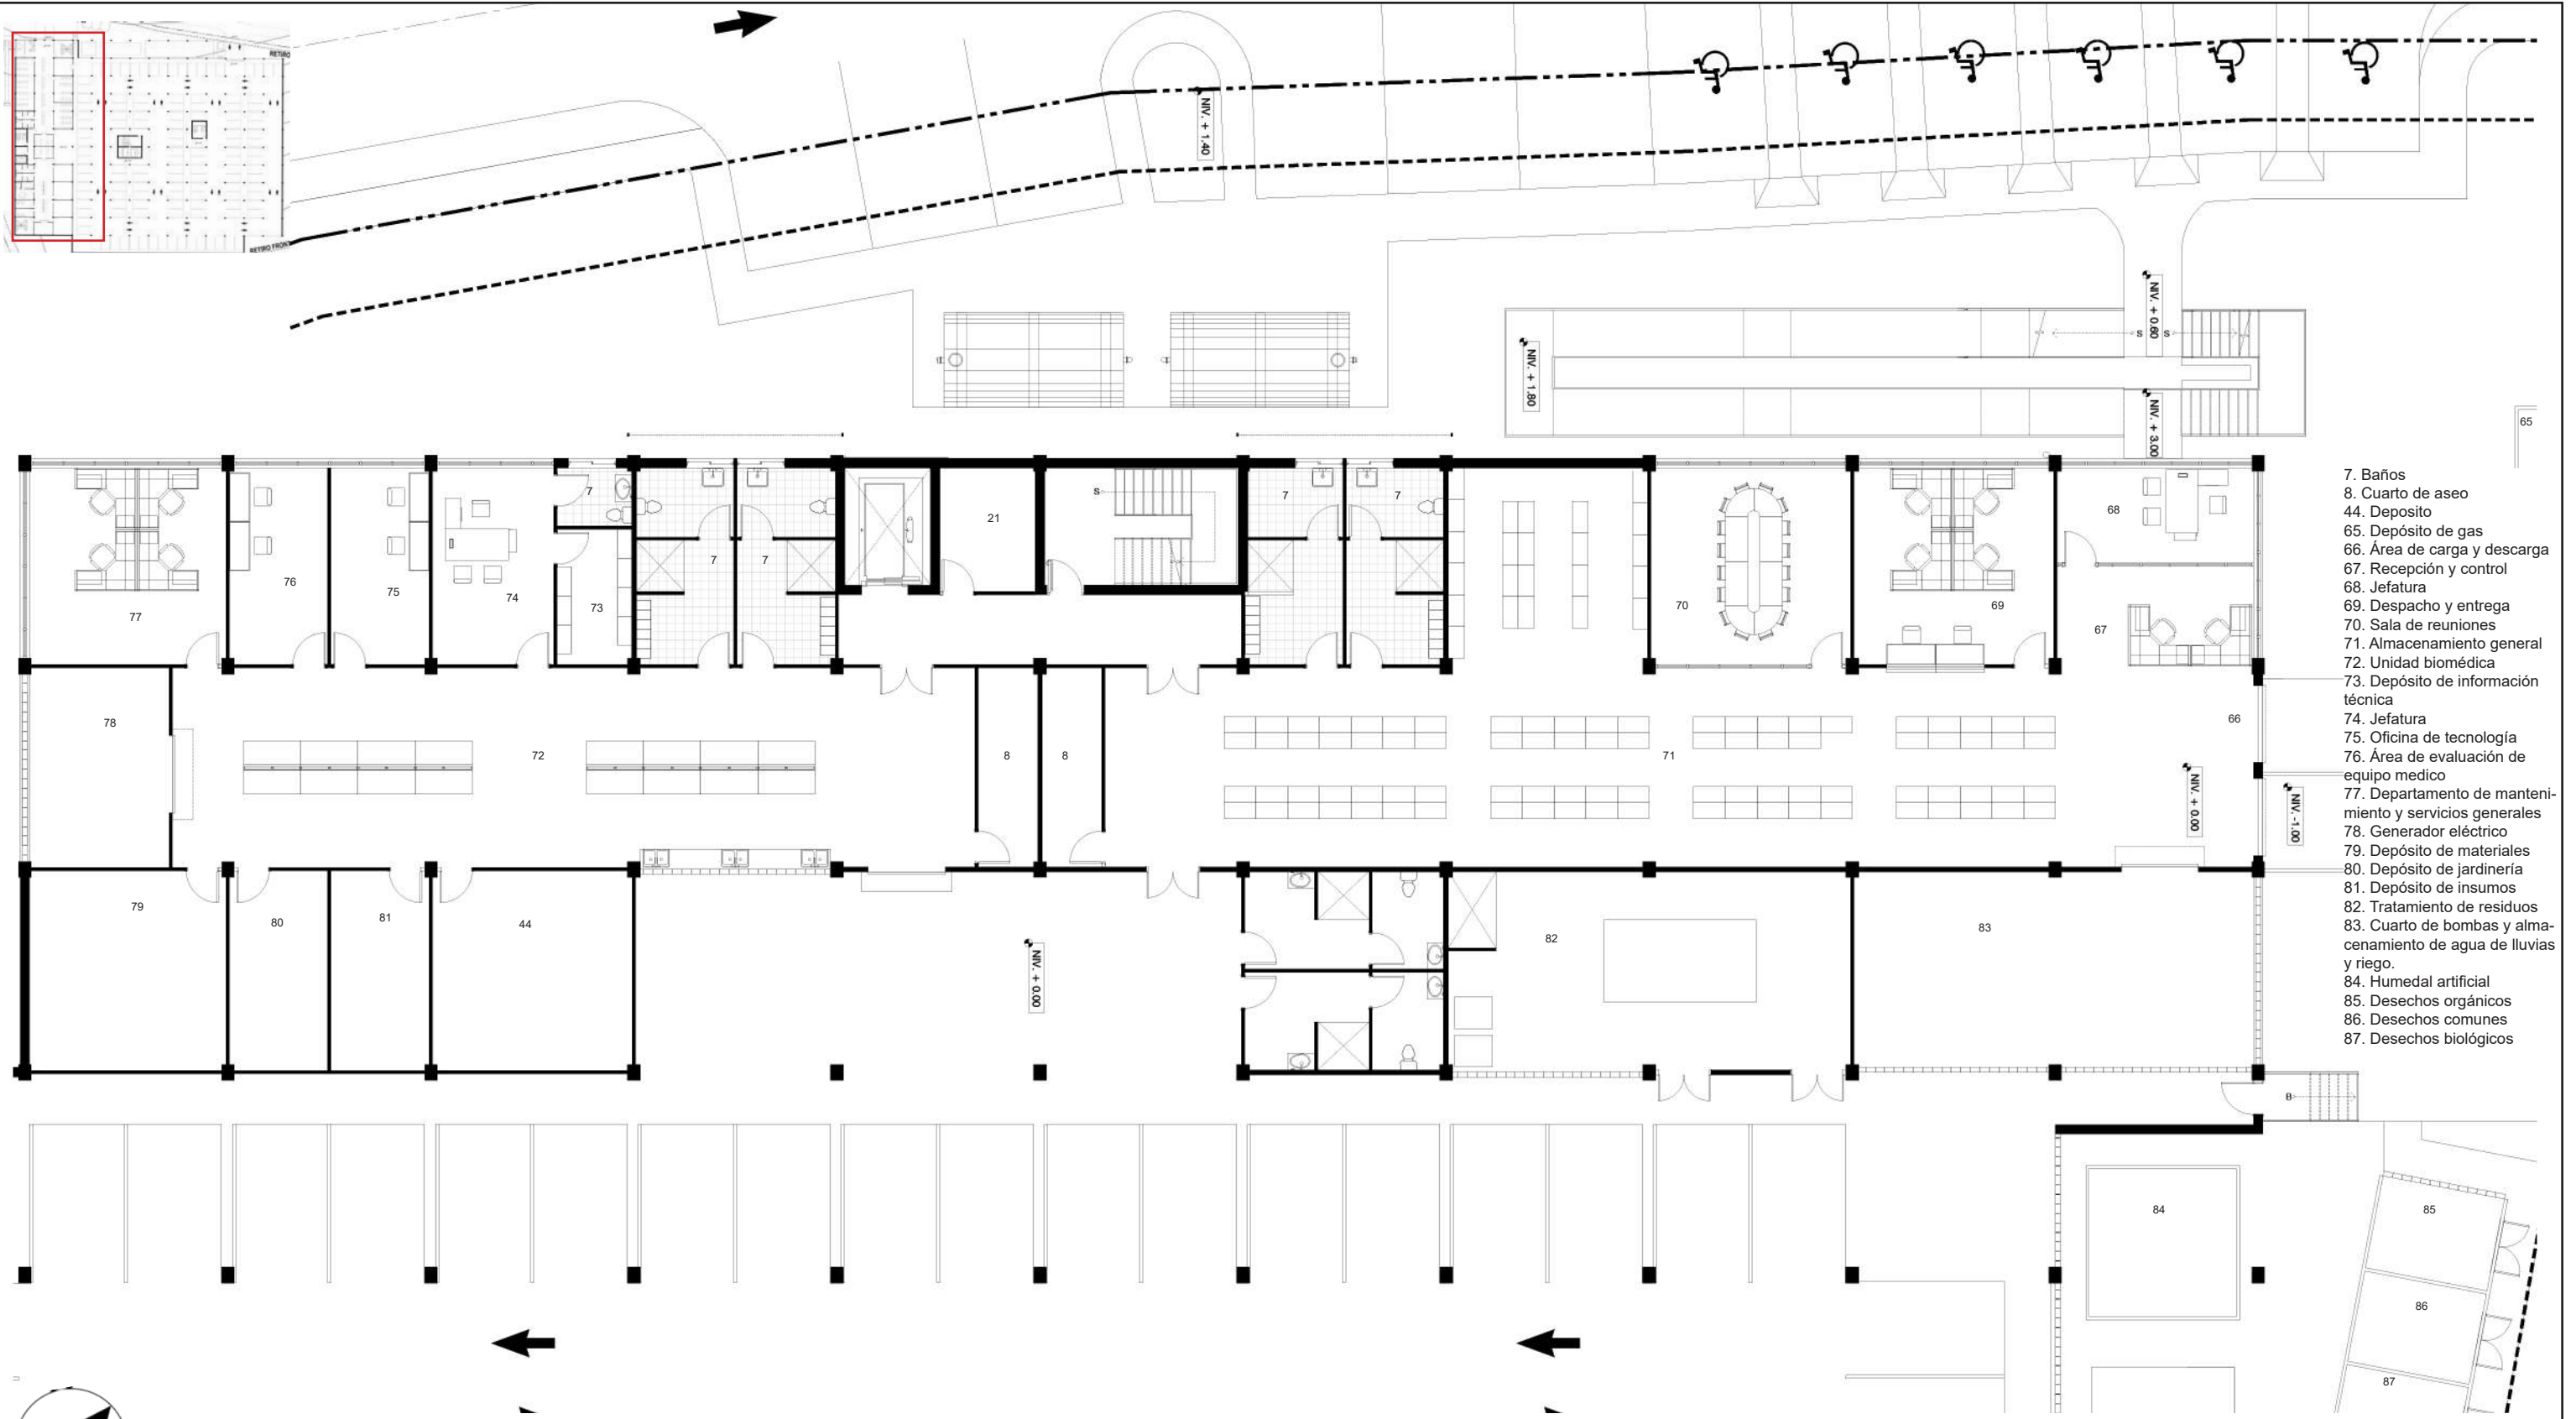 RETIRO
RETIRO FRONT
NIV. + 1.40
NIV. + 0.60
S
S
NIV. + 1.80
NIV. + 3.00
65
7
S
7
7
68
21
76
75
74
73
7
7
70
69
77
67
78
66
72
8
8
71
NIV. + 0.00
NIV. -1.00
79
80
81
44
82
83
NIV. + 0.00
B
84
85
86
87
7. Baños
8. Cuarto de aseo
44. Deposito
65. Depósito de gas
66. Área de carga y descarga
67. Recepción y control
68. Jefatura
69. Despacho y entrega
70. Sala de reuniones
71. Almacenamiento general
72. Unidad biomédica
73. Depósito de información
técnica
74. Jefatura
75. Oficina de tecnología
76. Área de evaluación de
equipo medico
77. Departamento de manteni-
miento y servicios generales
78. Generador eléctrico
79. Depósito de materiales
80. Depósito de jardinería
81. Depósito de insumos
82. Tratamiento de residuos
83. Cuarto de bombas y alma-
cenamiento de agua de lluvias
y riego.
84. Humedal artificial
85. Desechos orgánicos
86. Desechos comunes
87. Desechos biológicos